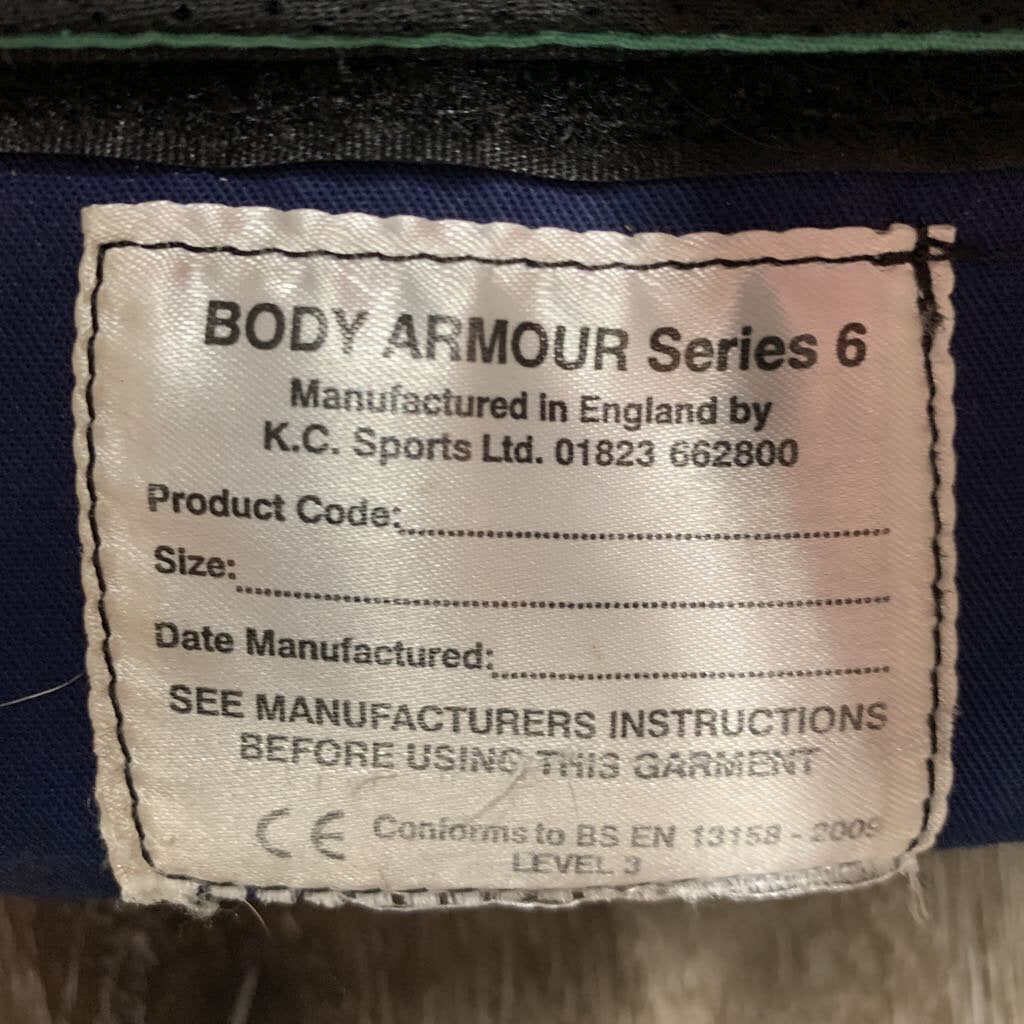 BODY ARMOUR Series 6
Manufactured in England by
K.C. Sports Ltd. 01823 662800
Product Code:
Size:
Date Manufactured:
SEE MANUFACTURERS INSTRUCTIONS
BEFORE USING THIS GARMENT
CE Conforms to BS EN 13158 - 2009
LEVEL 3